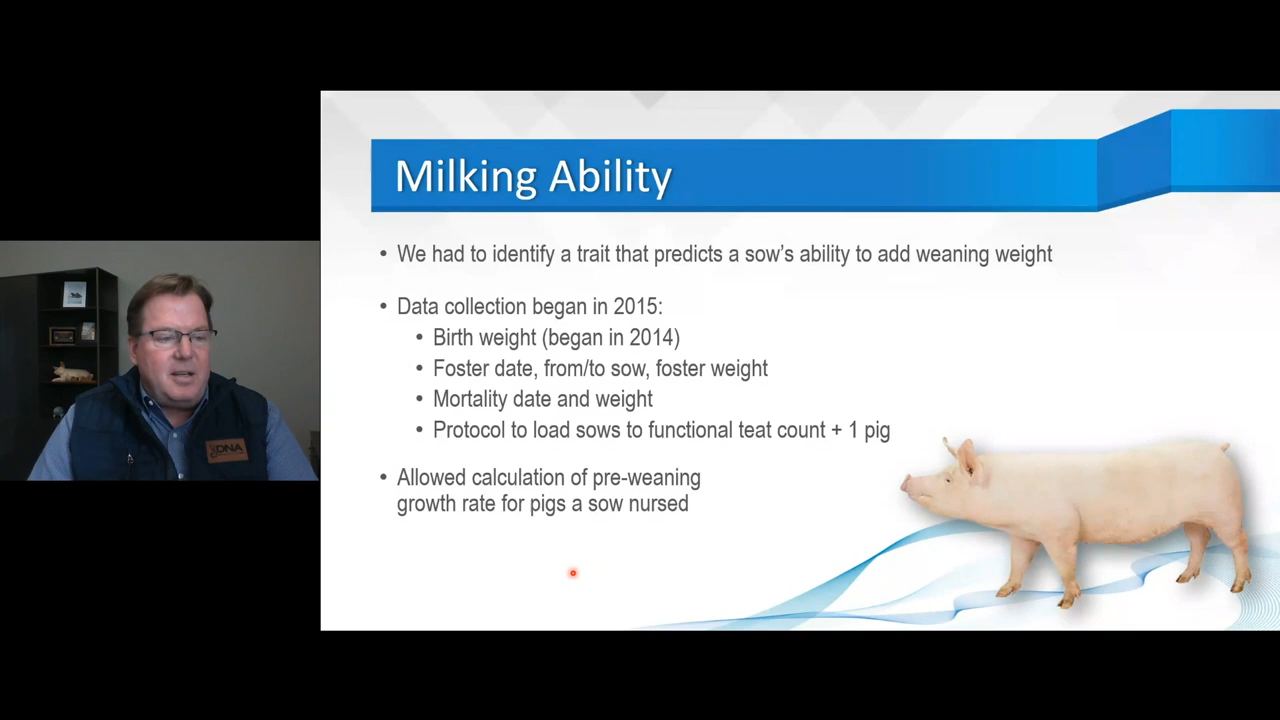 Milking Ability
• We had to identify a trait that predicts a sow's ability to add weaning weight
• Data collection began in 2015:
• Birth weight (began in 2014)
• Foster date, from/to sow, foster weight
• Mortality date and weight
• Protocol to load sows to functional teat count + 1 pig
• Allowed calculation of pre-weaning
growth rate for pigs a sow nursed
DNA